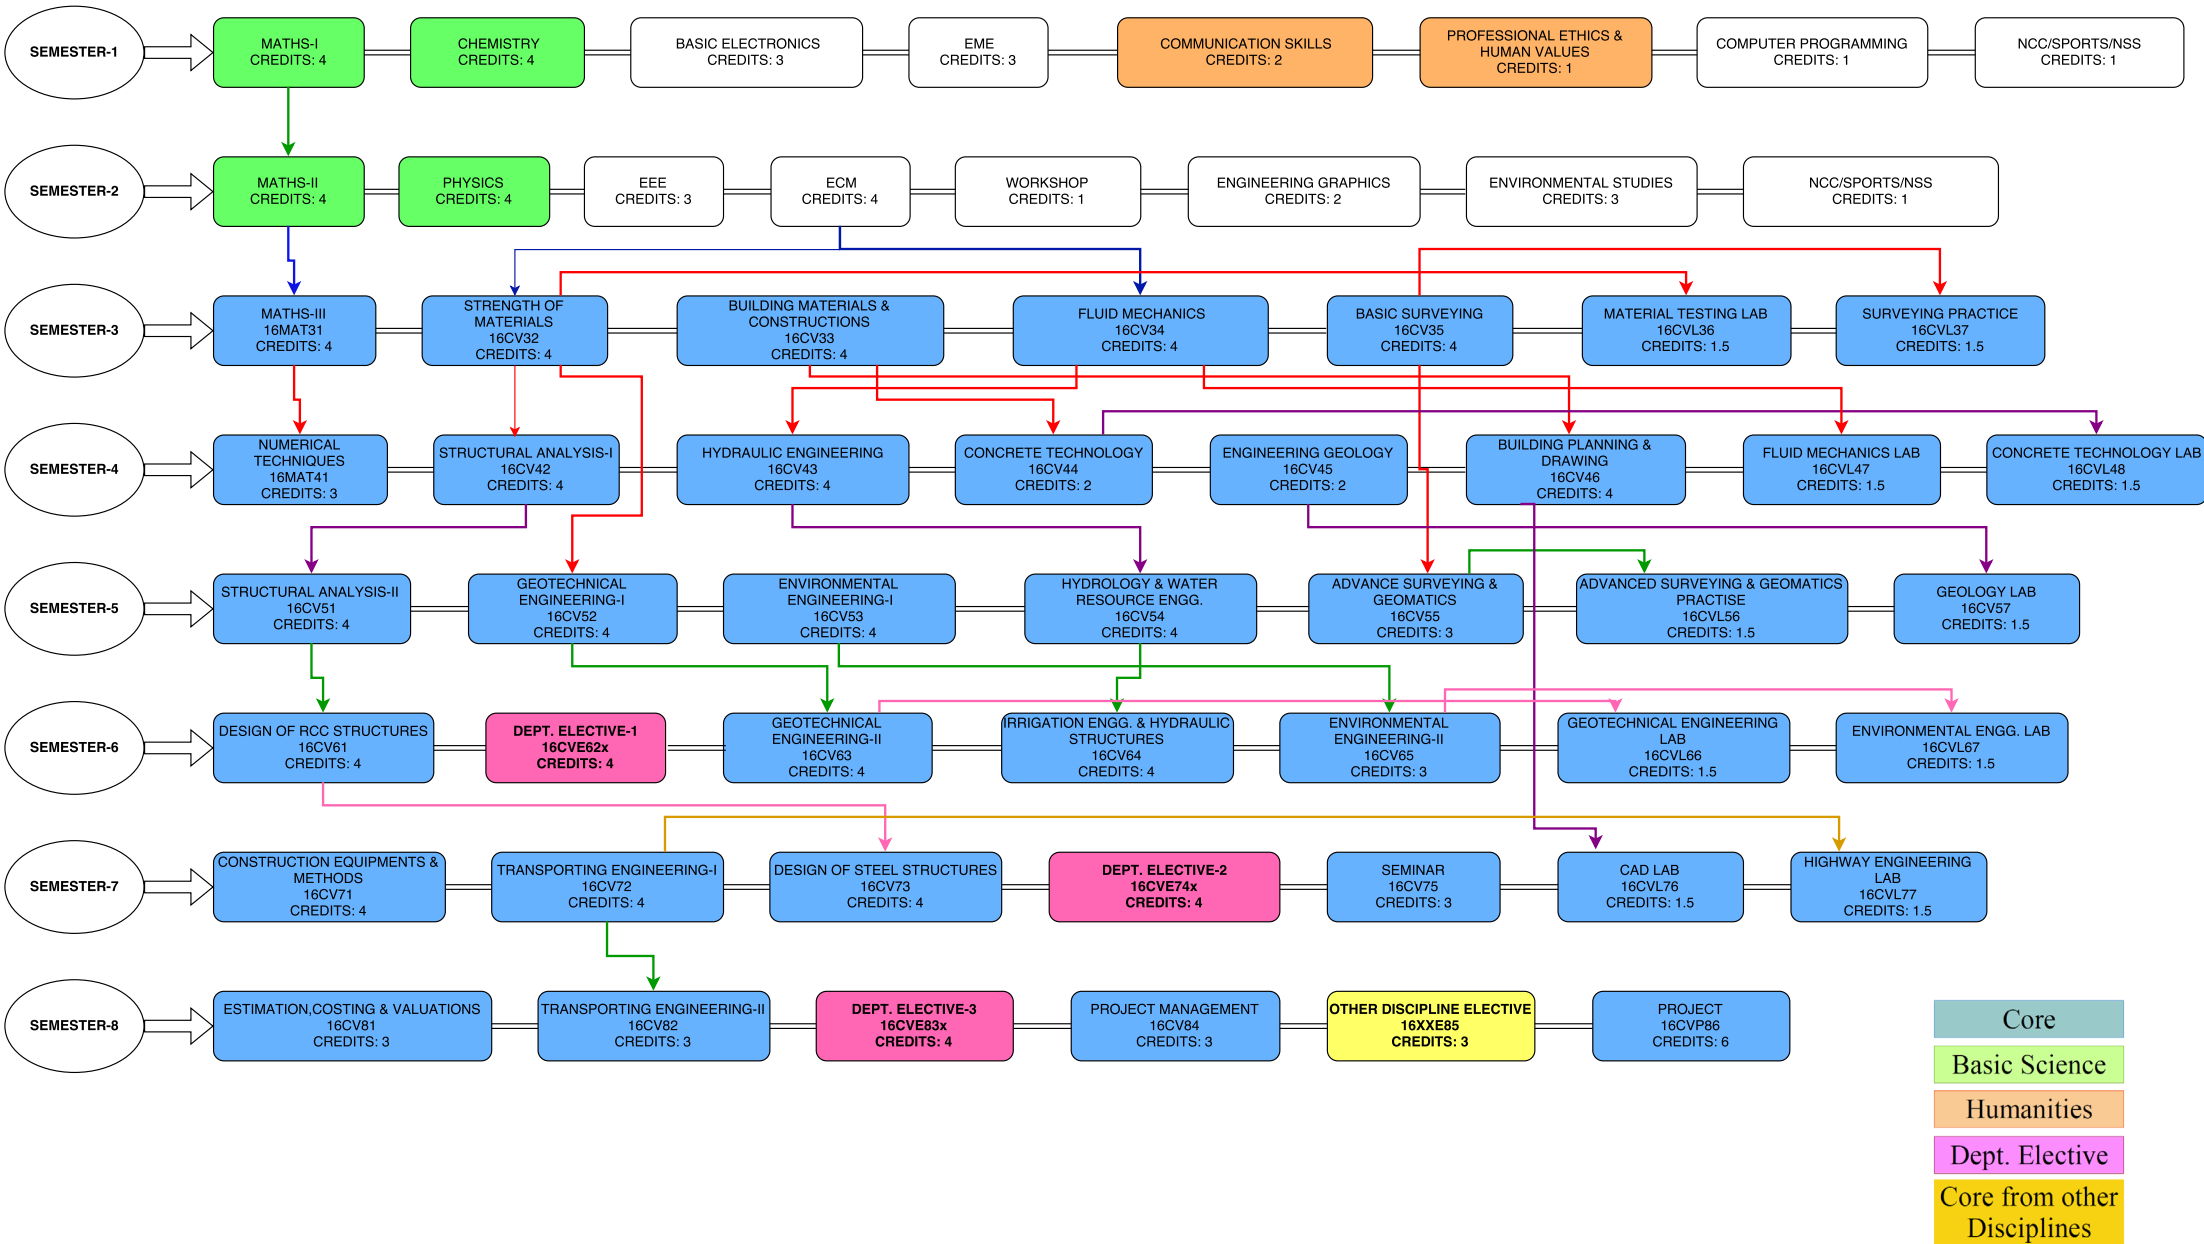 SEMESTER-1
MATHS-I
CREDITS: 4
CHEMISTRY
CREDITS: 4
BASIC ELECTRONICS
CREDITS: 3
EME
CREDITS: 3
COMMUNICATION SKILLS
CREDITS: 2
PROFESSIONAL ETHICS &
HUMAN VALUES
CREDITS: 1
COMPUTER PROGRAMMING
CREDITS: 1
NCC/SPORTS/NSS
CREDITS: 1
SEMESTER-2
MATHS-II
CREDITS: 4
PHYSICS
CREDITS: 4
EEE
CREDITS: 3
ECM
CREDITS: 4
WORKSHOP
CREDITS: 1
ENGINEERING GRAPHICS
CREDITS: 2
ENVIRONMENTAL STUDIES
CREDITS: 3
NCC/SPORTS/NSS
CREDITS: 1
SEMESTER-3
MATHS-III
16MAT31
CREDITS: 4
STRENGTH OF
MATERIALS
16CV32
CREDITS: 4
BUILDING MATERIALS &
CONSTRUCTIONS
16CV33
CREDITS: 4
FLUID MECHANICS
16CV34
CREDITS: 4
BASIC SURVEYING
16CV35
CREDITS: 4
MATERIAL TESTING LAB
16CVL36
CREDITS: 1.5
SURVEYING PRACTICE
16CVL37
CREDITS: 1.5
SEMESTER-4
NUMERICAL
TECHNIQUES
16MAT41
CREDITS: 3
STRUCTURAL ANALYSIS-I
16CV42
CREDITS: 4
HYDRAULIC ENGINEERING
16CV43
CREDITS: 4
CONCRETE TECHNOLOGY
16CV44
CREDITS: 2
ENGINEERING GEOLOGY
16CV45
CREDITS: 2
BUILDING PLANNING &
DRAWING
16CV46
CREDITS: 4
FLUID MECHANICS LAB
16CVL47
CREDITS: 1.5
CONCRETE TECHNOLOGY LAB
16CVL48
CREDITS: 1.5
SEMESTER-5
STRUCTURAL ANALYSIS-II
16CV51
CREDITS: 4
GEOTECHNICAL
ENGINEERING-I
16CV52
CREDITS: 4
ENVIRONMENTAL
ENGINEERING-I
16CV53
CREDITS: 4
HYDROLOGY & WATER
RESOURCE ENGG.
16CV54
CREDITS: 4
ADVANCE SURVEYING &
GEOMATICS
16CV55
CREDITS: 3
ADVANCED SURVEYING & GEOMATICS
PRACTISE
16CVL56
CREDITS: 1.5
GEOLOGY LAB
16CV57
CREDITS: 1.5
SEMESTER-6
DESIGN OF RCC STRUCTURES
16CV61
CREDITS: 4
DEPT. ELECTIVE-1
16CVE62x
CREDITS: 4
GEOTECHNICAL
ENGINEERING-II
16CV63
CREDITS: 4
IRRIGATION ENGG. & HYDRAULIC
STRUCTURES
16CV64
CREDITS: 4
ENVIRONMENTAL
ENGINEERING-II
16CV65
CREDITS: 3
GEOTECHNICAL ENGINEERING
LAB
16CVL66
CREDITS: 1.5
ENVIRONMENTAL ENGG. LAB
16CVL67
CREDITS: 1.5
SEMESTER-7
CONSTRUCTION EQUIPMENTS &
METHODS
16CV71
CREDITS: 4
TRANSPORTING ENGINEERING-I
16CV72
CREDITS: 4
DESIGN OF STEEL STRUCTURES
16CV73
CREDITS: 4
DEPT. ELECTIVE-2
16CVE74x
CREDITS: 4
SEMINAR
16CV75
CREDITS: 3
CAD LAB
16CVL76
CREDITS: 1.5
HIGHWAY ENGINEERING
LAB
16CVL77
CREDITS: 1.5
SEMESTER-8
ESTIMATION,COSTING & VALUATIONS
16CV81
CREDITS: 3
TRANSPORTING ENGINEERING-II
16CV82
CREDITS: 3
DEPT. ELECTIVE-3
16CVE83x
CREDITS: 4
PROJECT MANAGEMENT
16CV84
CREDITS: 3
OTHER DISCIPLINE ELECTIVE
16XXE85
CREDITS: 3
PROJECT
16CVP86
CREDITS: 6
Core
Basic Science
Humanities
Dept. Elective
Core from other
Disciplines